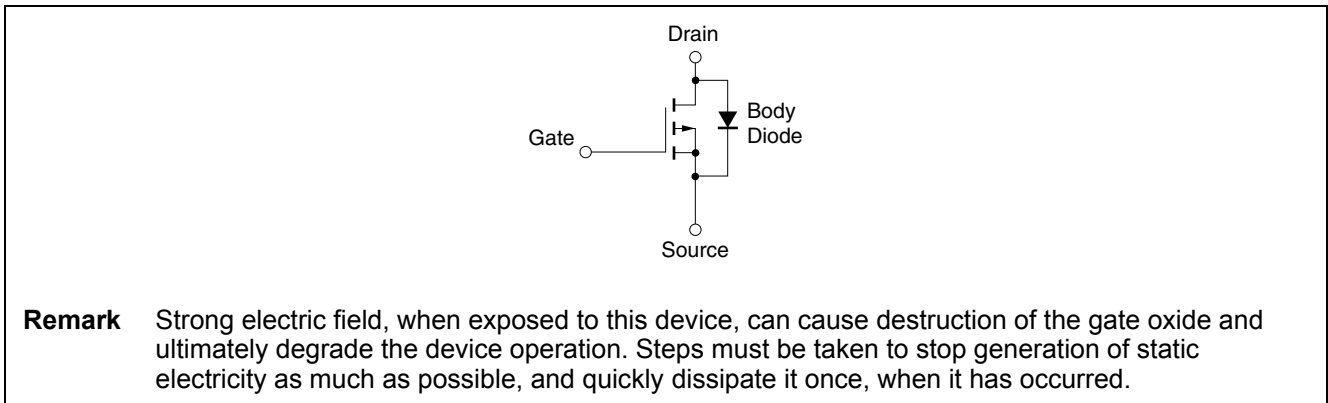 Drain
Body
Diode
Gate
Source
Remark Strong electric field, when exposed to this device, can cause destruction of the gate oxide and
ultimately degrade the device operation. Steps must be taken to stop generation of static
electricity as much as possible, and quickly dissipate it once, when it has occurred.